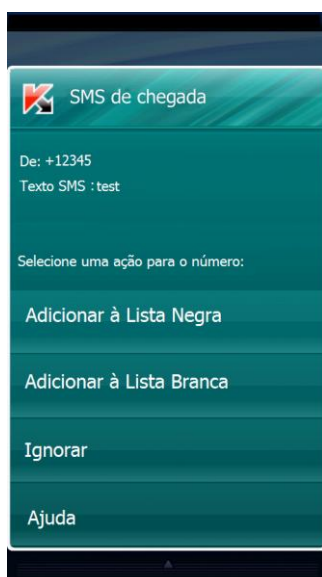 SMS de chegada
De: +12345
Texto SMS :test
Selecione uma ação para o número:
Adicionar à Lista Negra
Adicionar à Lista Branca
Ignorar
Ajuda